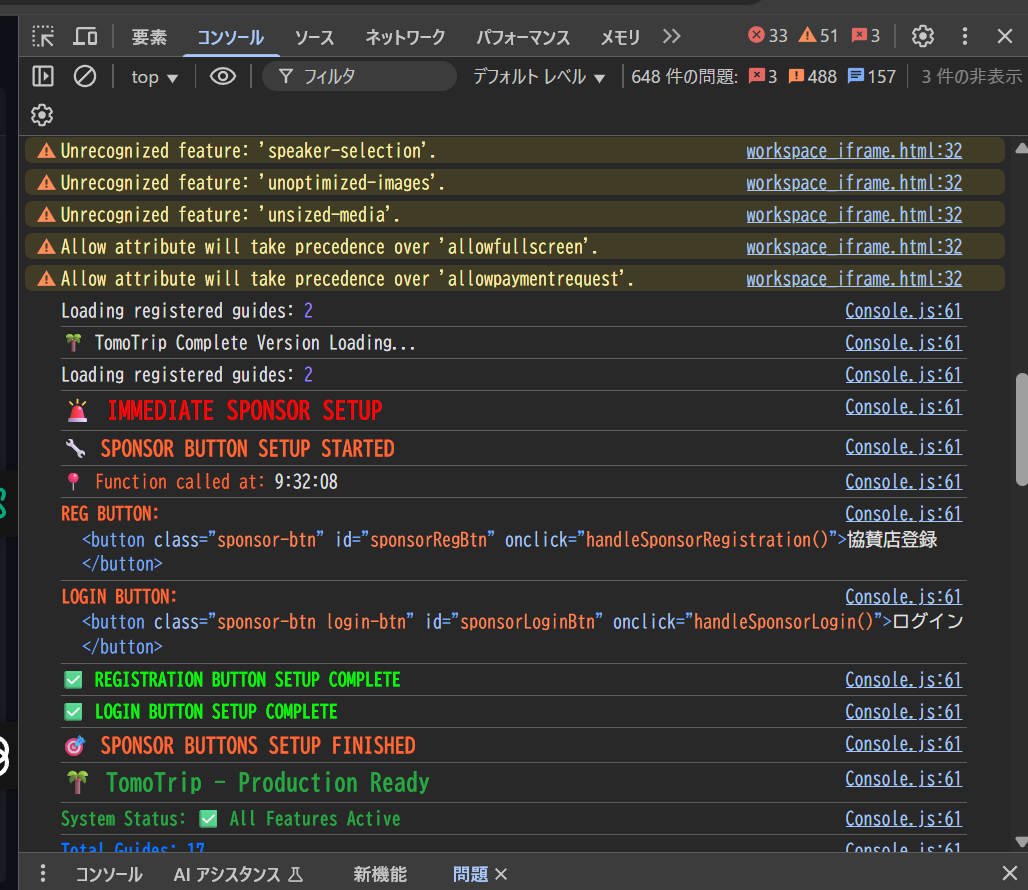 要素 コンソール ソース ネットワーク パフォーマンス メモリ 33 51 3
top フィルタ デフォルト レベル 648 件の問題: 3 488 157 3 件の非表示
Unrecognized feature: 'speaker-selection'. workspace_iframe.html:32
Unrecognized feature: 'unoptimized-images'. workspace_iframe.html:32
Unrecognized feature: 'unsized-media'. workspace_iframe.html:32
Allow attribute will take precedence over 'allowfullscreen'. workspace_iframe.html:32
Allow attribute will take precedence over 'allowpaymentrequest'. workspace_iframe.html:32
Loading registered guides: 2 Console.js:61
🌴 TomoTrip Complete Version Loading... Console.js:61
Loading registered guides: 2 Console.js:61
🚨 IMMEDIATE SPONSOR SETUP Console.js:61
🔧 SPONSOR BUTTON SETUP STARTED Console.js:61
📍 Function called at: 9:32:08 Console.js:61
REG BUTTON: Console.js:61
<button class="sponsor-btn" id="sponsorRegBtn" onclick="handleSponsorRegistration()">協賛店登録
</button>
LOGIN BUTTON: Console.js:61
<button class="sponsor-btn login-btn" id="sponsorLoginBtn" onclick="handleSponsorLogin()">ログイン
</button>
✅ REGISTRATION BUTTON SETUP COMPLETE Console.js:61
✅ LOGIN BUTTON SETUP COMPLETE Console.js:61
🎯 SPONSOR BUTTONS SETUP FINISHED Console.js:61
🌴 TomoTrip - Production Ready Console.js:61
System Status: ✅ All Features Active Console.js:61
Total Guides: 17 Console.js:61
コンソール AI アシスタンス 新機能 問題